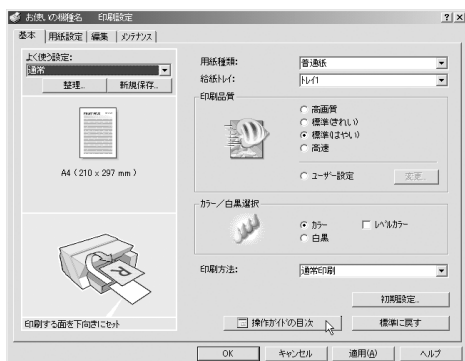 お使いの機種名 印刷設定
基本 用紙設定 編集 メンテナンス
よく使う設定:
通常
整理... 新規保存...
A4 (210 x 297 mm)
印刷する面を下向きにセット
用紙種類: 普通紙
給紙トレイ: トレイ1
印刷品質
高画質
標準(きれい)
標準(はやい)
高速
ユーザー設定 変更...
カラー/白黒選択
カラー レベルカラー
白黒
印刷方法: 通常印刷
初期設定...
操作ガイドの目次 標準に戻す
OK キャンセル 適用(A) ヘルプ